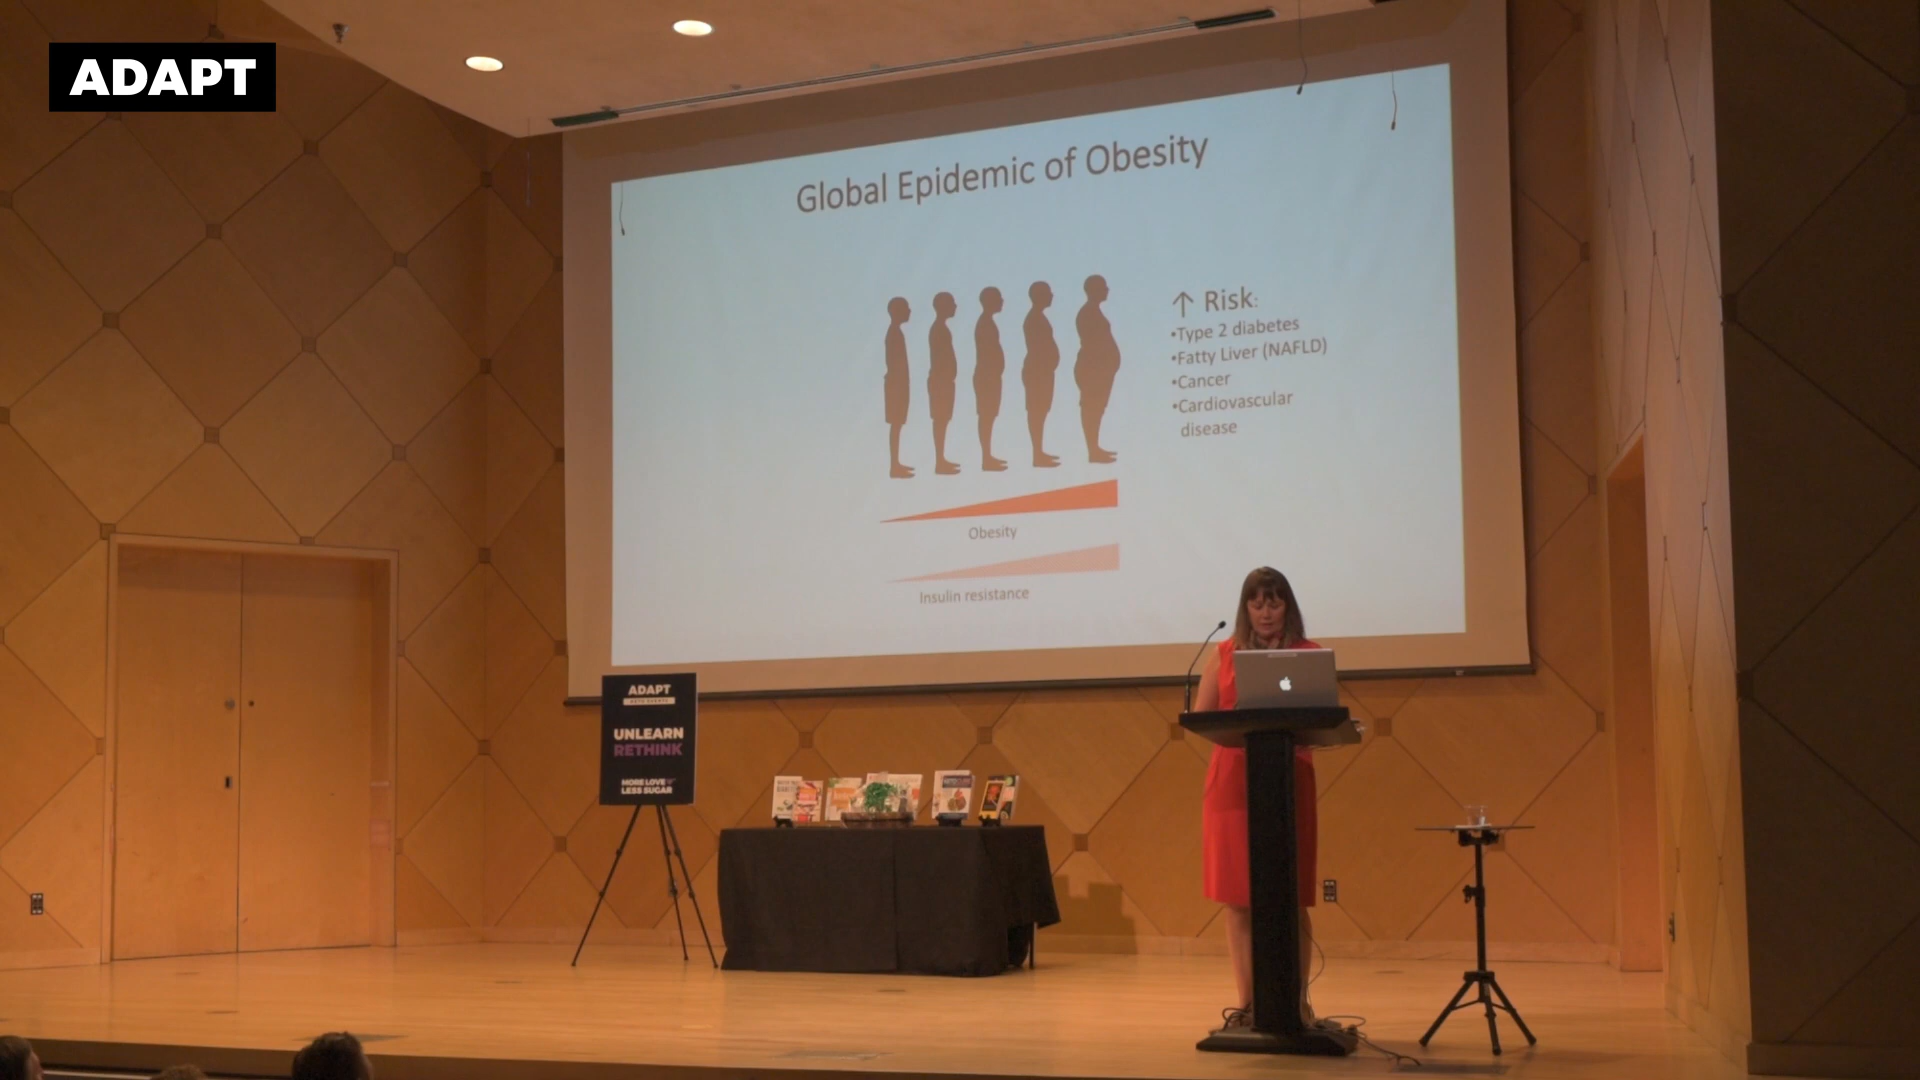 ADAPT
Global Epidemic of Obesity
↑ Risk:
•Type 2 diabetes
•Fatty Liver (NAFLD)
•Cancer
•Cardiovascular
disease
Obesity
Insulin resistance
ADAPT
UNLEARN
RETHINK
MORE LOVE
LESS SUGAR